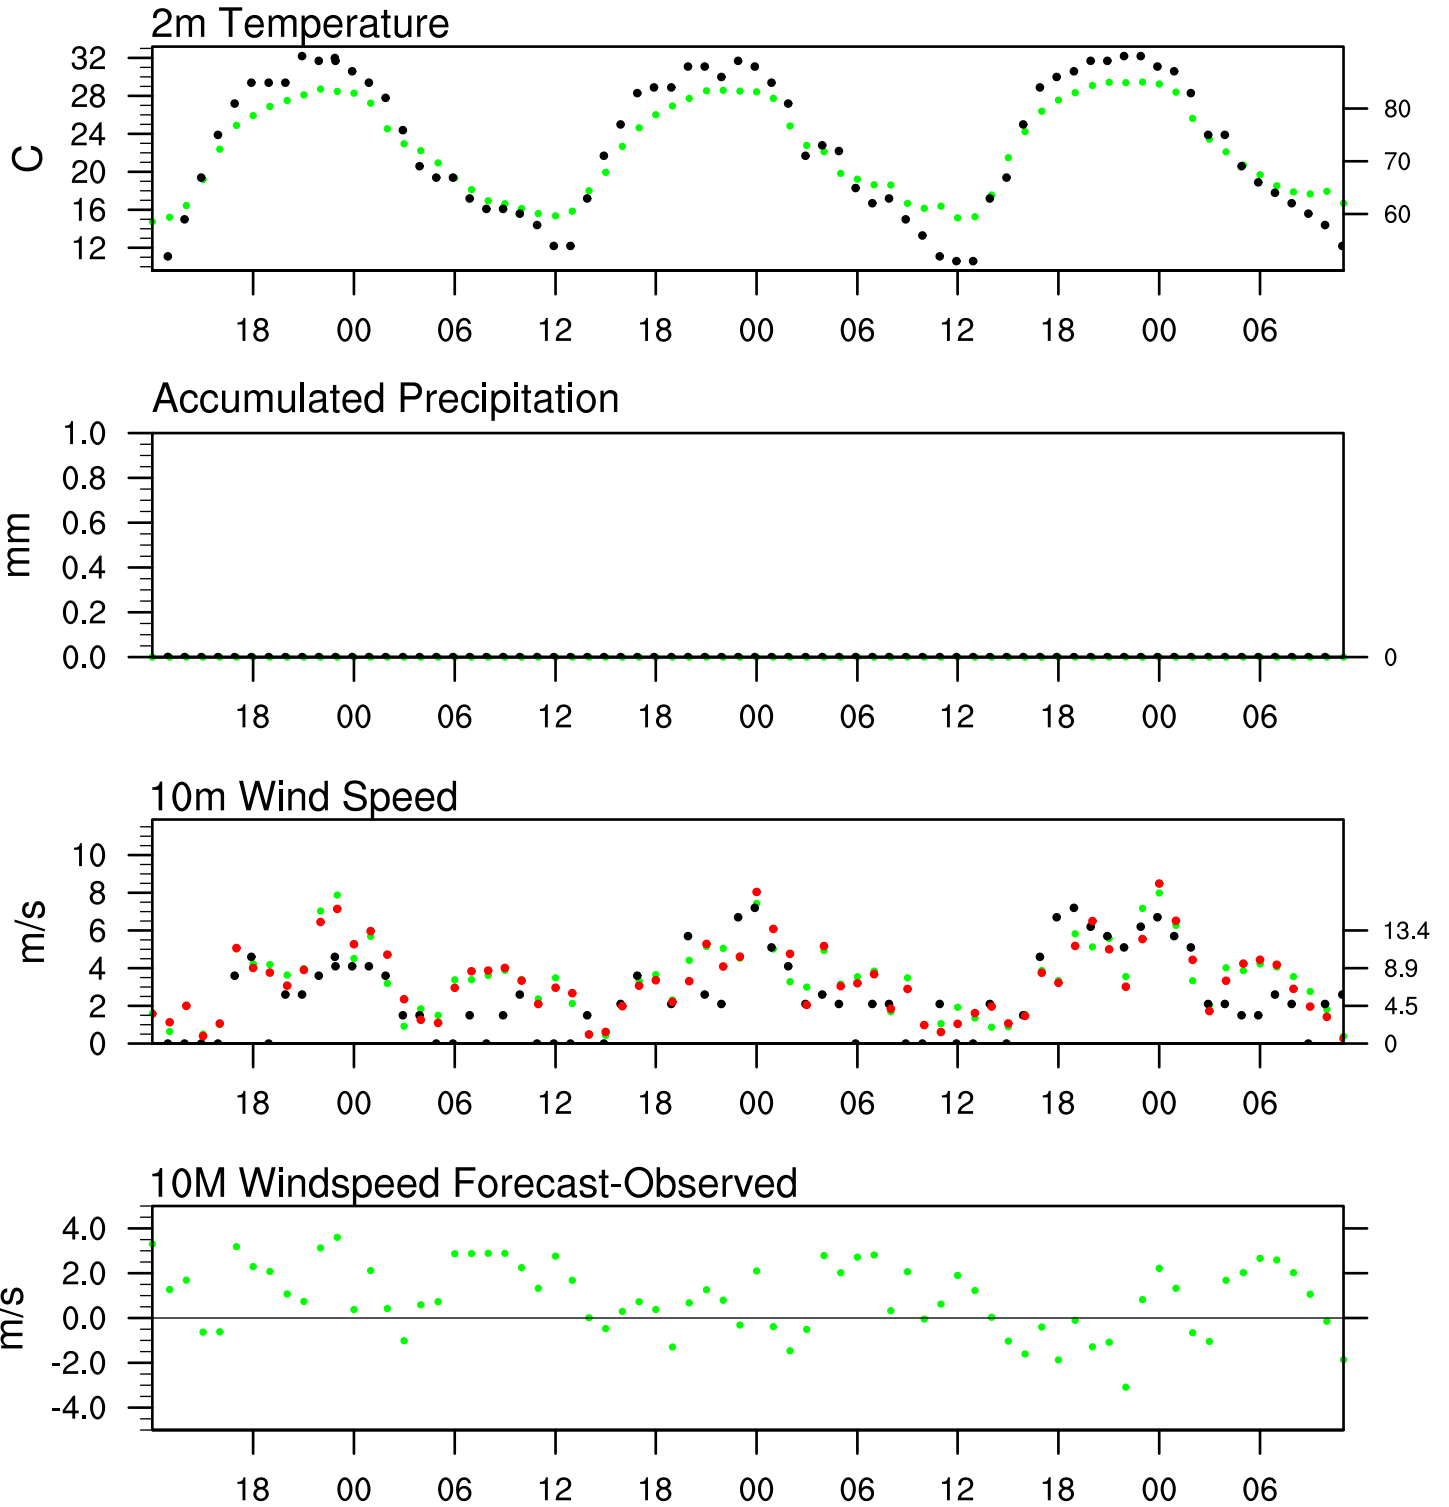 2m Temperature
32
28
24
20
16
12
C
80
70
60
18 00 06 12 18 00 06 12 18 00 06
Accumulated Precipitation
1.0
0.8
0.6
0.4
0.2
0.0
mm
0
18 00 06 12 18 00 06 12 18 00 06
10m Wind Speed
10
8
6
4
2
0
m/s
13.4
8.9
4.5
0
18 00 06 12 18 00 06 12 18 00 06
10M Windspeed Forecast-Observed
4.0
2.0
0.0
-2.0
-4.0
m/s
18 00 06 12 18 00 06 12 18 00 06